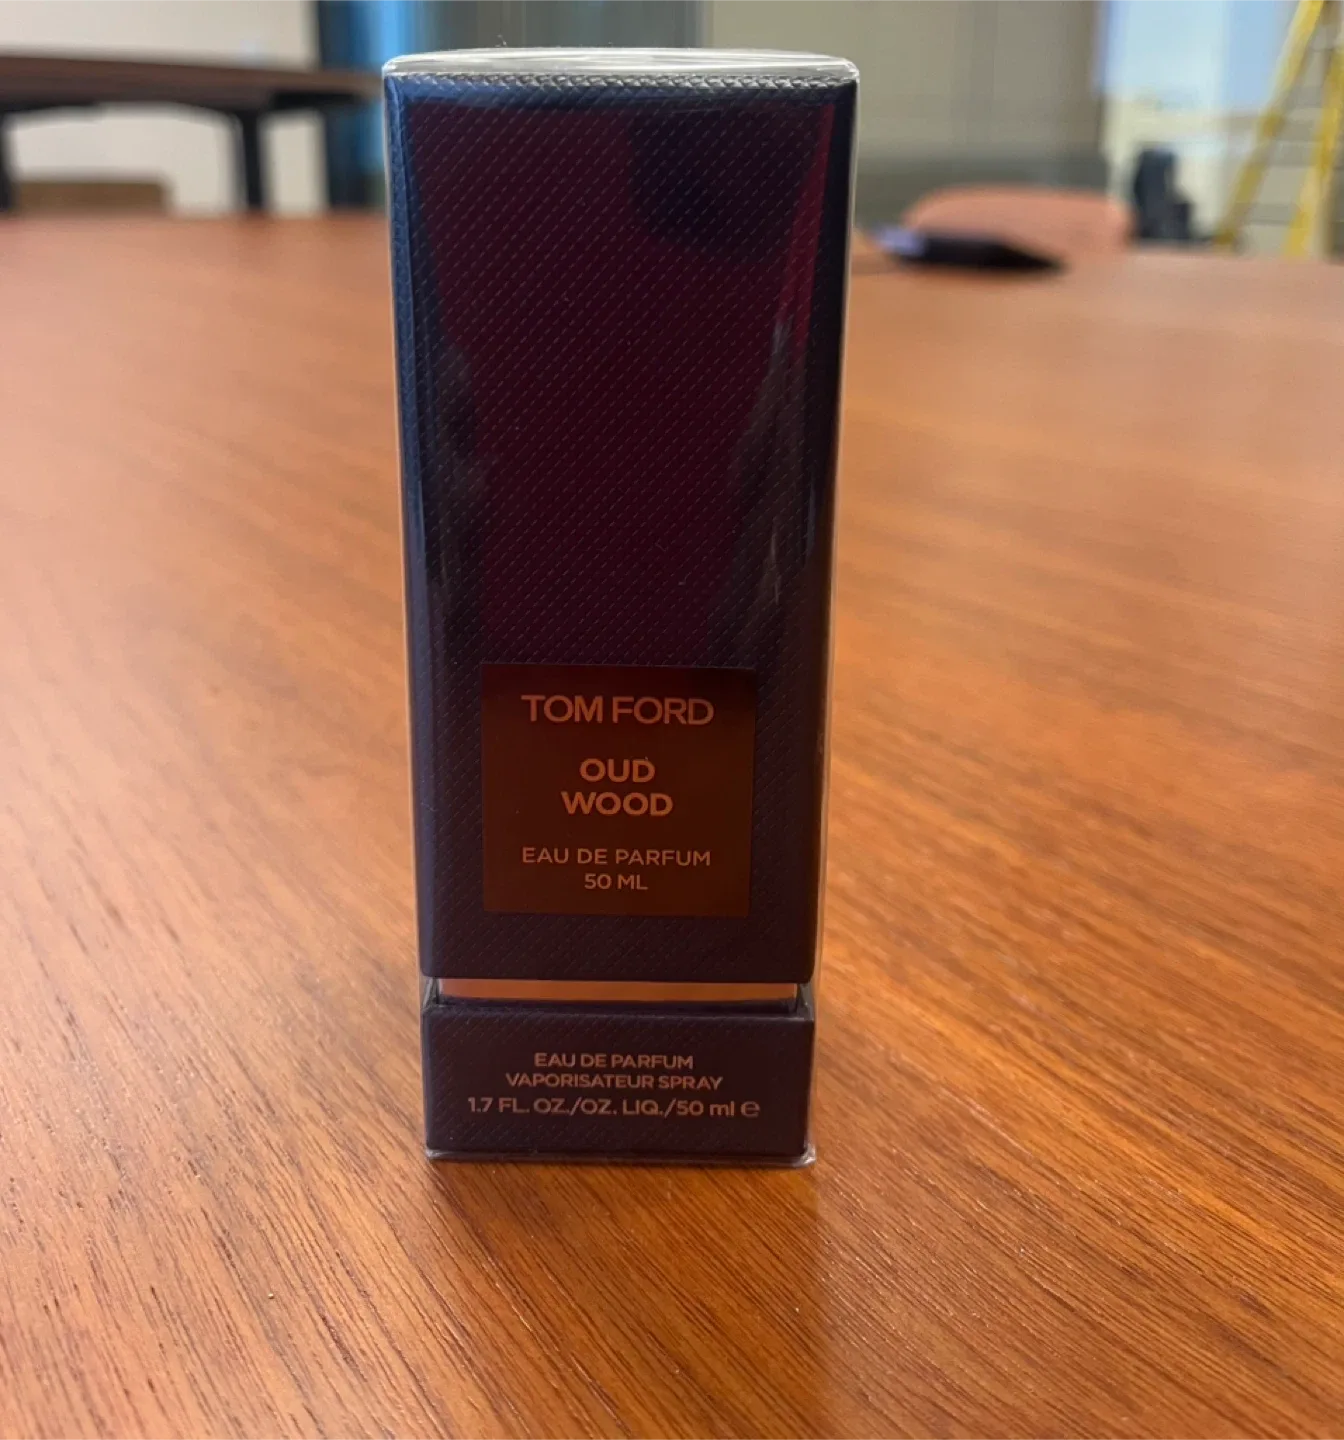 TOM FORD
OUD
WOOD
EAU DE PARFUM
50 ML
EAU DE PARFUM
VAPORISATEUR SPRAY
1.7 FL. OZ./OZ. LIQ./50 ml ℮